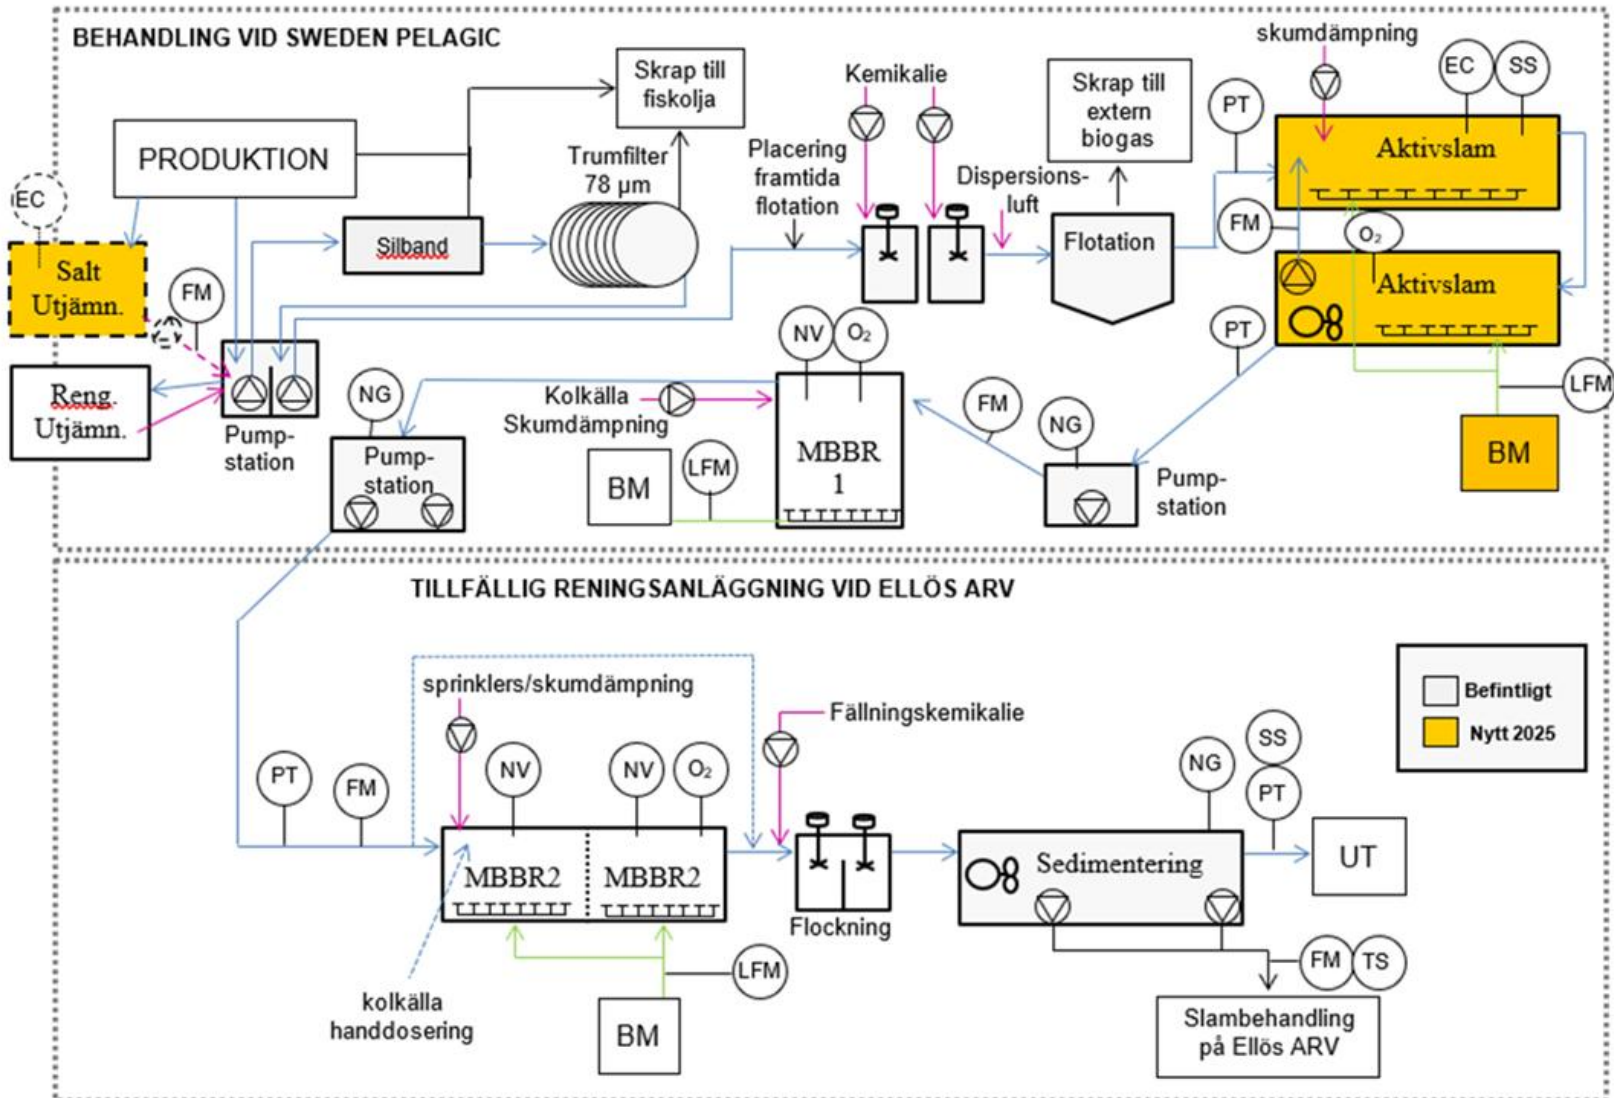 BEHANDLING VID SWEDEN PELAGIC
skumdämpning
Skrap till
fiskolja
Kemikalie
Skrap till
extern
biogas
EC
SS
PT
PRODUKTION
Trumfilter
78 µm
Placering
framtida
flotation
Dispersions-
luft
Aktivslam
EC
Silband
Flotation
FM
O₂
Salt
Utjämn.
FM
Aktivslam
NV
O₂
PT
Reng.
Utjämn.
NG
Kolkälla
Skumdämpning
FM
NG
LFM
Pump-
station
Pump-
station
BM
LFM
MBBR
1
Pump-
station
BM
TILLFÄLLIG RENINGSANLÄGGNING VID ELLÖS ARV
sprinklers/skumdämpning
Fällningskemikalie
Befintligt
Nytt 2025
PT
FM
NV
NV
O₂
NG
SS
PT
MBBR2
MBBR2
Sedimentering
UT
Flockning
LFM
FM
TS
kolkälla
handdosering
BM
Slambehandling
på Ellös ARV